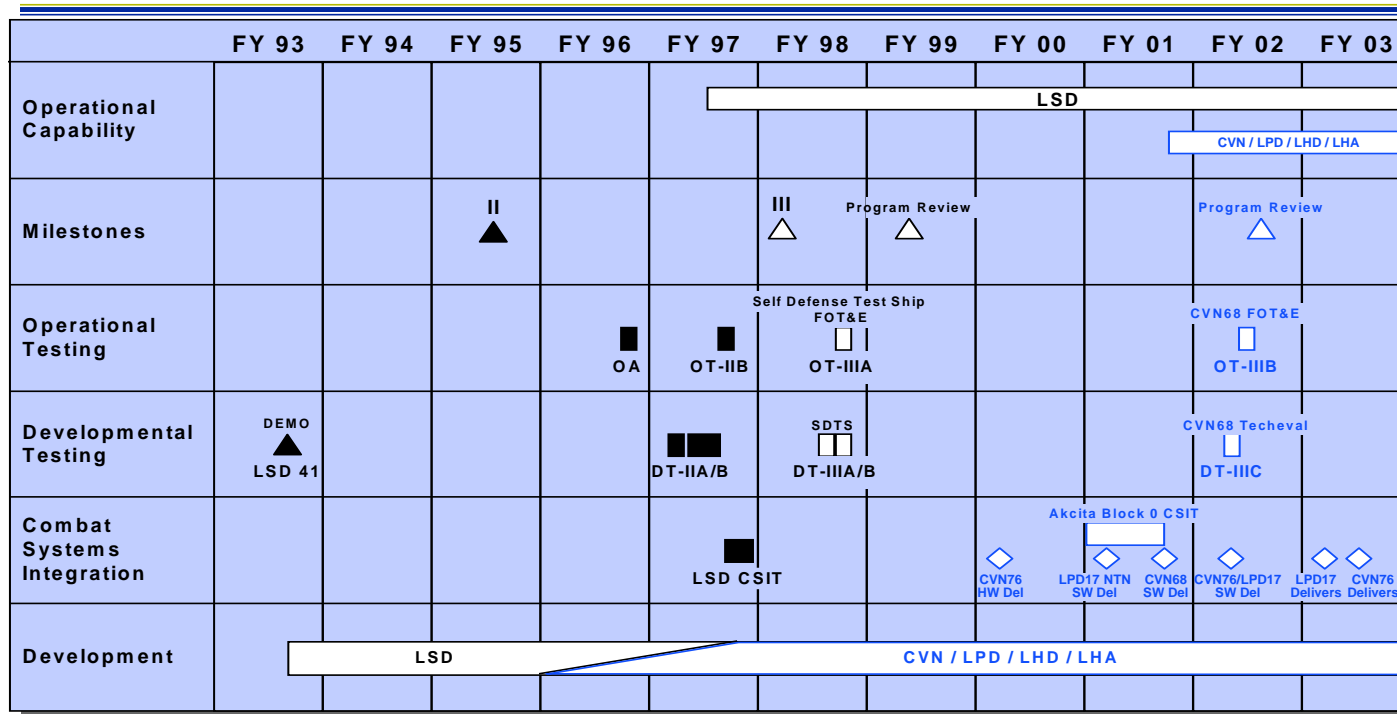 FY 93 FY 94 FY 95 FY 96 FY 97 FY 98 FY 99 FY 00 FY 01 FY 02 FY 03
Operational
Capability
LSD
CVN / LPD / LHD / LHA
Milestones
II
III
Program Review
Program Review
Operational
Testing
OA
OT-IIB
Self Defense Test Ship
FOT&E
OT-IIIA
CVN68 FOT&E
OT-IIIB
Developmental
Testing
DEMO
LSD 41
DT-IIA/B
SDTS
DT-IIIA/B
CVN68 Techeval
DT-IIIC
Combat
Systems
Integration
LSD CSIT
Akcita Block 0 CSIT
CVN76
HW Del
LPD17 NTN
SW Del
CVN68
SW Del
CVN76/LPD17
SW Del
LPD17
Delivers
CVN76
Delivers
Development
LSD
CVN / LPD / LHD / LHA